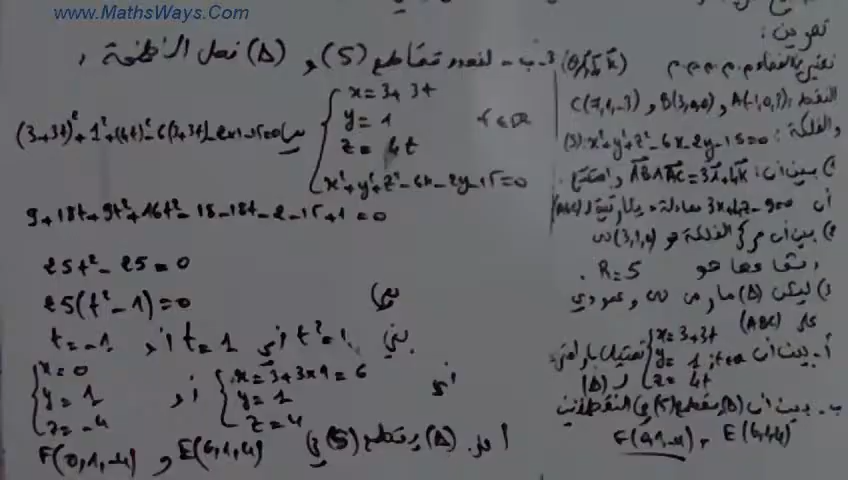 www.MathsWays.Com
تمرين :
نعتبر بالفضاء م.م.م.م
النقط : A(-1,0,3) و B(3,0,0) و C(7,1,-3)
والفلكة : (S): x²+y²+z²-6x-2y-15=0
1) بين أن : AB∧AC=3i+4k واستنتج
أن 3x+4z-9=0 معادلة ديكارتية لـ (ABC)
2) بين أن مركز الفلكة هو Ω(3,1,0)
وشعاعها هو R=5 .
3) ليكن (Δ) مار من Ω وعمودي
على (ABC)
أ- بين أن { x=3+3t y=1 z=4t ; t∈ℝ تمثيل بارامتري
لـ (Δ)
ب- بين أن (Δ) يقطع (S) في النقطتين
F(0,1,-4) و E(6,1,4)
3-ب- لنحدد تقاطع (S) و (Δ) نحل النظمة :
{ x=3+3t
y=1 t∈ℝ
z=4t
x²+y²+z²-6x-2y-15=0
(3+3t)²+1²+(4t)²-6(3+3t)-2×1-15=0
9+18t+9t²+16t²-18-18t-2-15+1=0
25t²-25=0
25(t²-1)=0
يعني t²=1 أي t=1 أو t=-1
{ x=3+3×1=6 أو { x=0
y=1 y=1
z=4 z=-4
إذن (Δ) يقطع (S) في E(6,1,4) و F(0,1,-4)